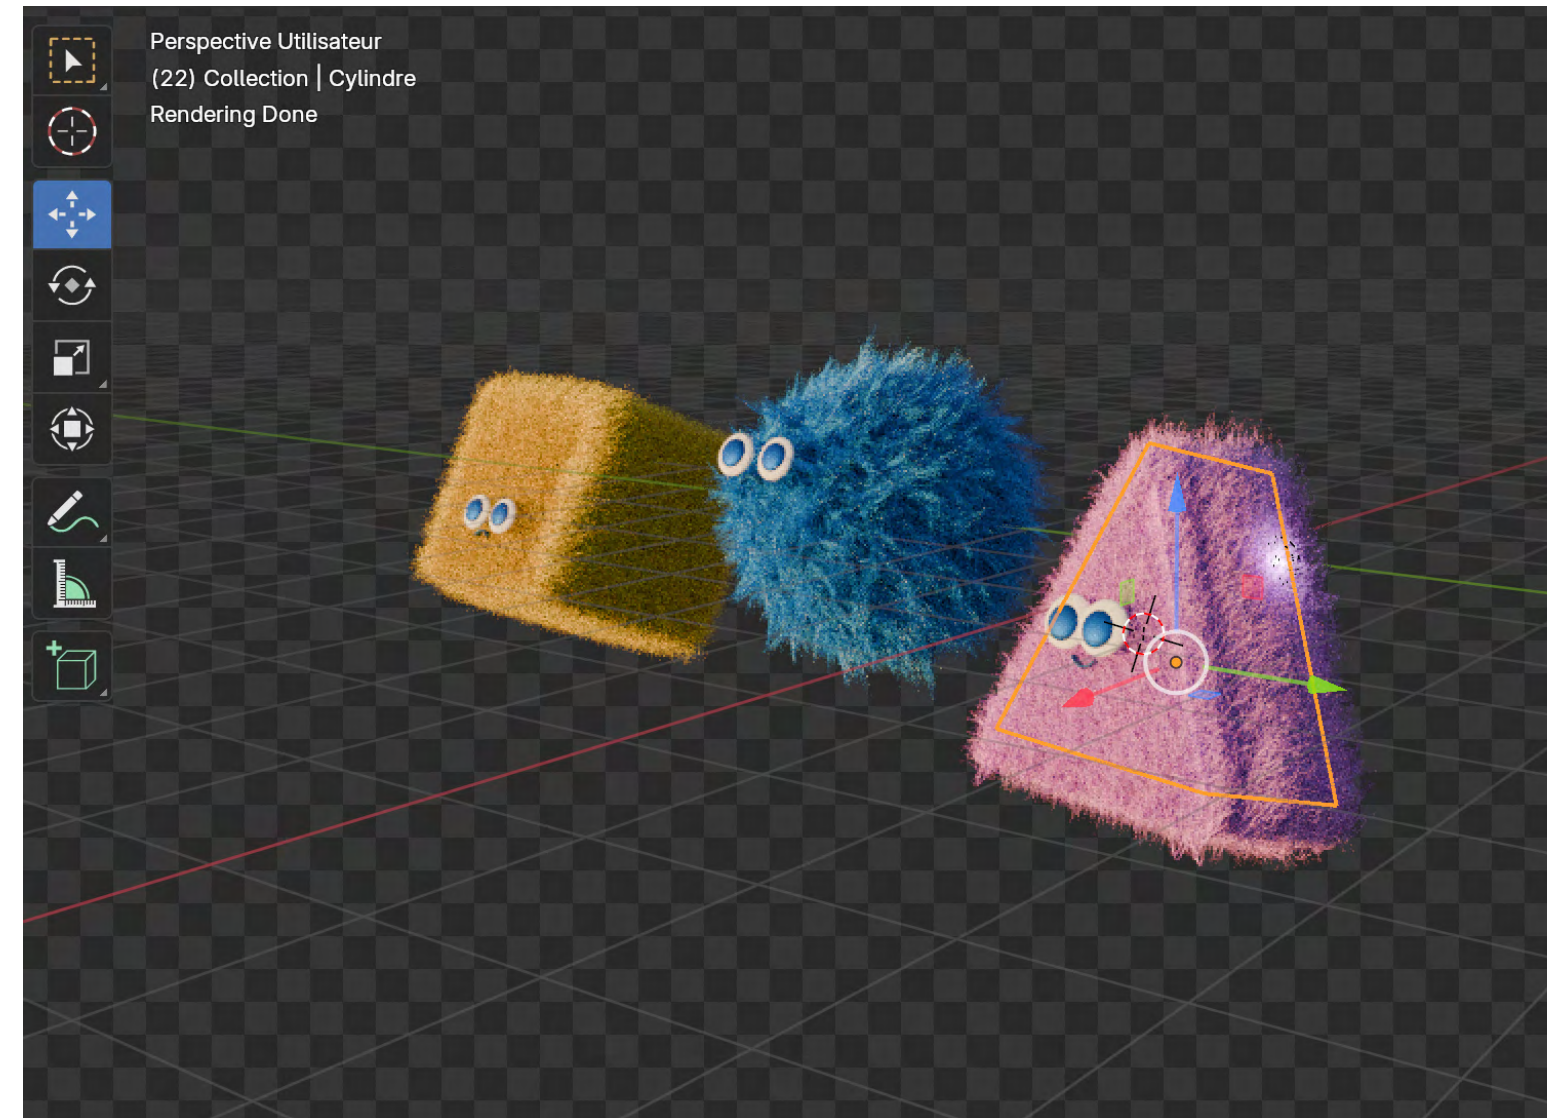 Perspective Utilisateur
(22) Collection | Cylindre
Rendering Done